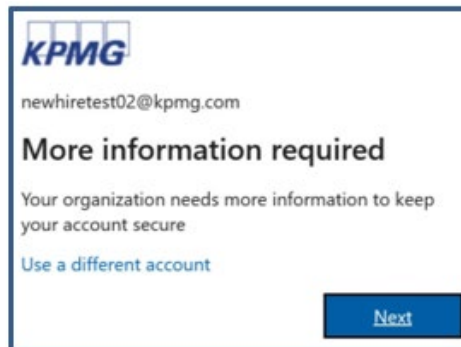 KPMG
newhiretest02@kpmg.com
More information required
Your organization needs more information to keep
your account secure
Use a different account
Next